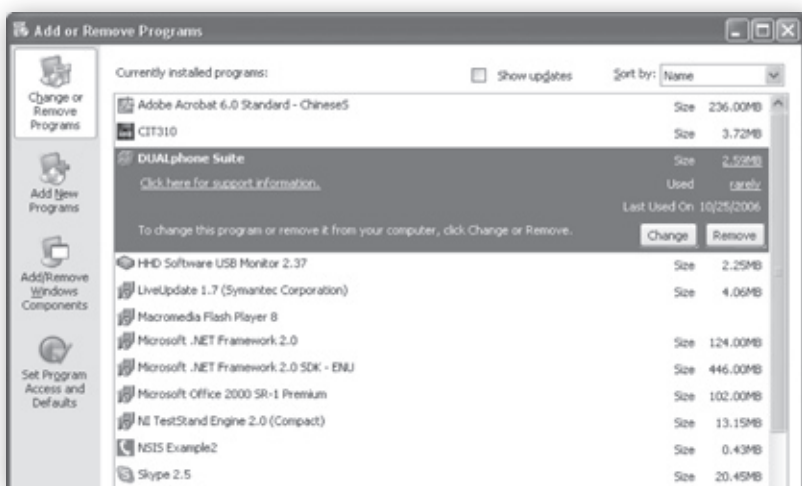 Add or Remove Programs
Change or
Remove
Programs
Add New
Programs
Add/Remove
Windows
Components
Set Program
Access and
Defaults
Currently installed programs:
Show updates
Sort by: Name
Adobe Acrobat 6.0 Standard - ChineseS Size 236.00MB
CIT310 Size 3.72MB
DUALphone Suite Size 2.59MB
Click here for support information. Used rarely
Last Used On 10/25/2006
To change this program or remove it from your computer, click Change or Remove. Change Remove
HHD Software USB Monitor 2.37 Size 2.25MB
LiveUpdate 1.7 (Symantec Corporation) Size 4.06MB
Macromedia Flash Player 8
Microsoft .NET Framework 2.0 Size 124.00MB
Microsoft .NET Framework 2.0 SDK - ENU Size 446.00MB
Microsoft Office 2000 SR-1 Premium Size 102.00MB
NI TestStand Engine 2.0 (Compact) Size 13.15MB
NSIS Example2 Size 0.43MB
Skype 2.5 Size 20.45MB